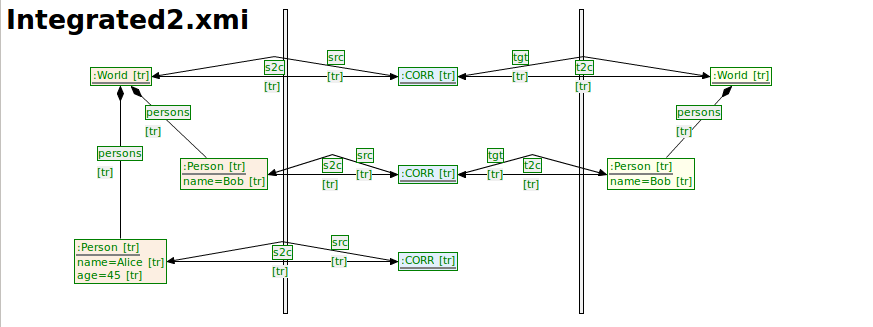 Integrated2.xmi
src
tgt
s2c
t2c
:World [tr]
[tr]
:CORR [tr]
[tr]
:World [tr]
[tr]
[tr]
persons
persons
[tr]
[tr]
persons
src
tgt
:Person [tr]
name=Bob [tr]
s2c
[tr]
:CORR [tr]
[tr]
t2c
:Person [tr]
name=Bob [tr]
[tr]
[tr]
[tr]
src
:Person [tr]
name=Alice [tr]
age=45 [tr]
s2c
[tr]
:CORR [tr]
[tr]